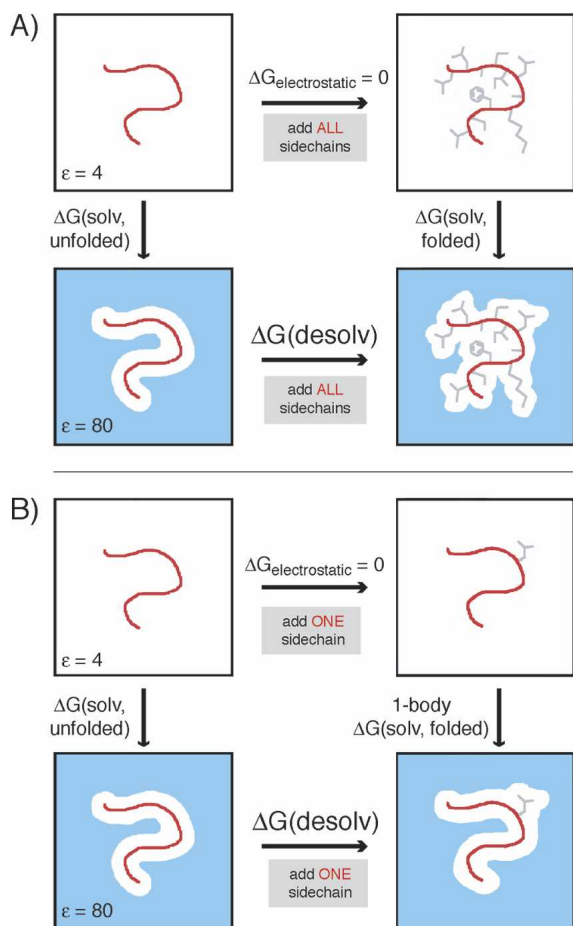 A)
ΔGelectrostatic = 0
add ALL
sidechains
ε = 4
ΔG(solv,
unfolded)
ΔG(solv,
folded)
ΔG(desolv)
add ALL
sidechains
ε = 80
B)
ΔGelectrostatic = 0
add ONE
sidechain
ε = 4
ΔG(solv,
unfolded)
1-body
ΔG(solv, folded)
ΔG(desolv)
add ONE
sidechain
ε = 80